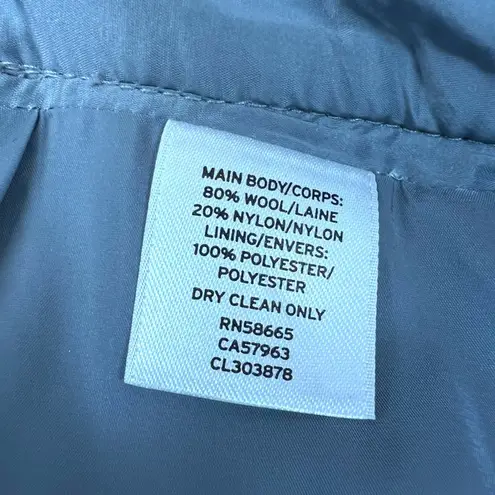 MAIN BODY/CORPS:
80% WOOL/LAINE
20% NYLON/NYLON
LINING/ENVERS:
100% POLYESTER/
POLYESTER
DRY CLEAN ONLY
RN58665
CA57963
CL303878